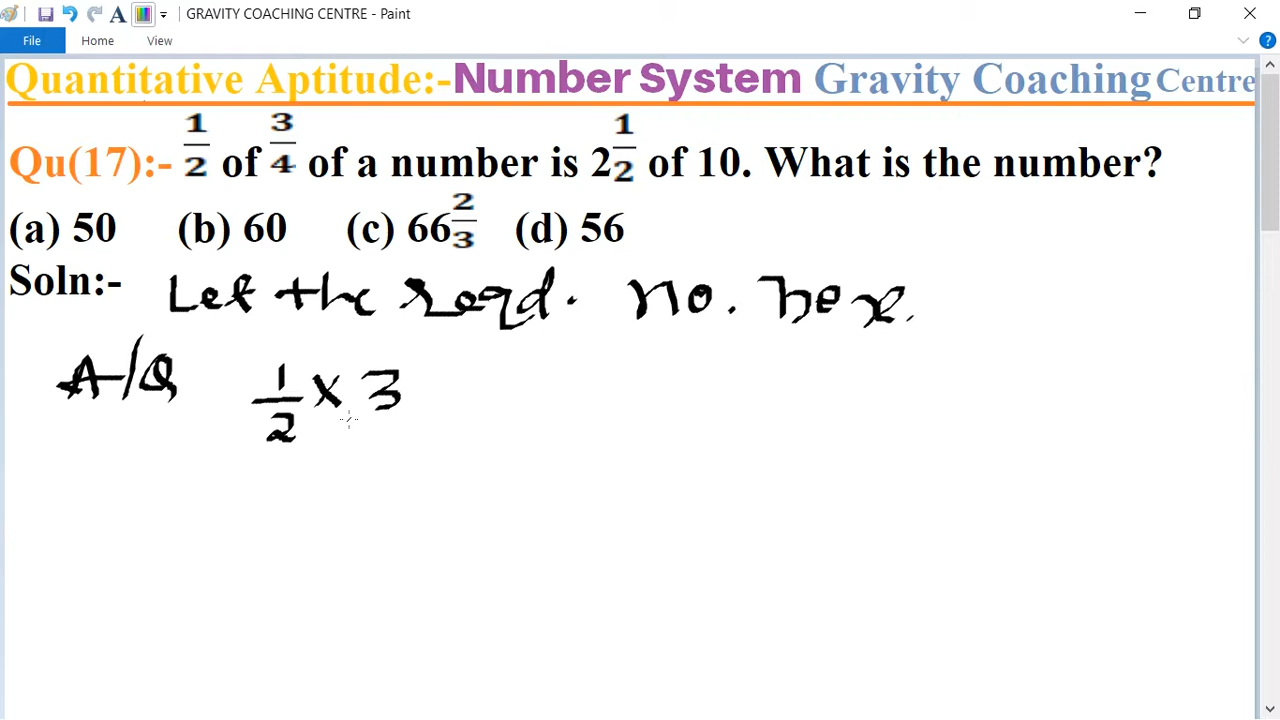 GRAVITY COACHING CENTRE - Paint
File Home View
Quantitative Aptitude:-Number System Gravity Coaching Centre
Qu(17):- 1/2 of 3/4 of a number is 2 1/2 of 10. What is the number?
(a) 50 (b) 60 (c) 66 2/3 (d) 56
Soln:- Let the reqd. no. be x.
A/Q 1/2 × 3